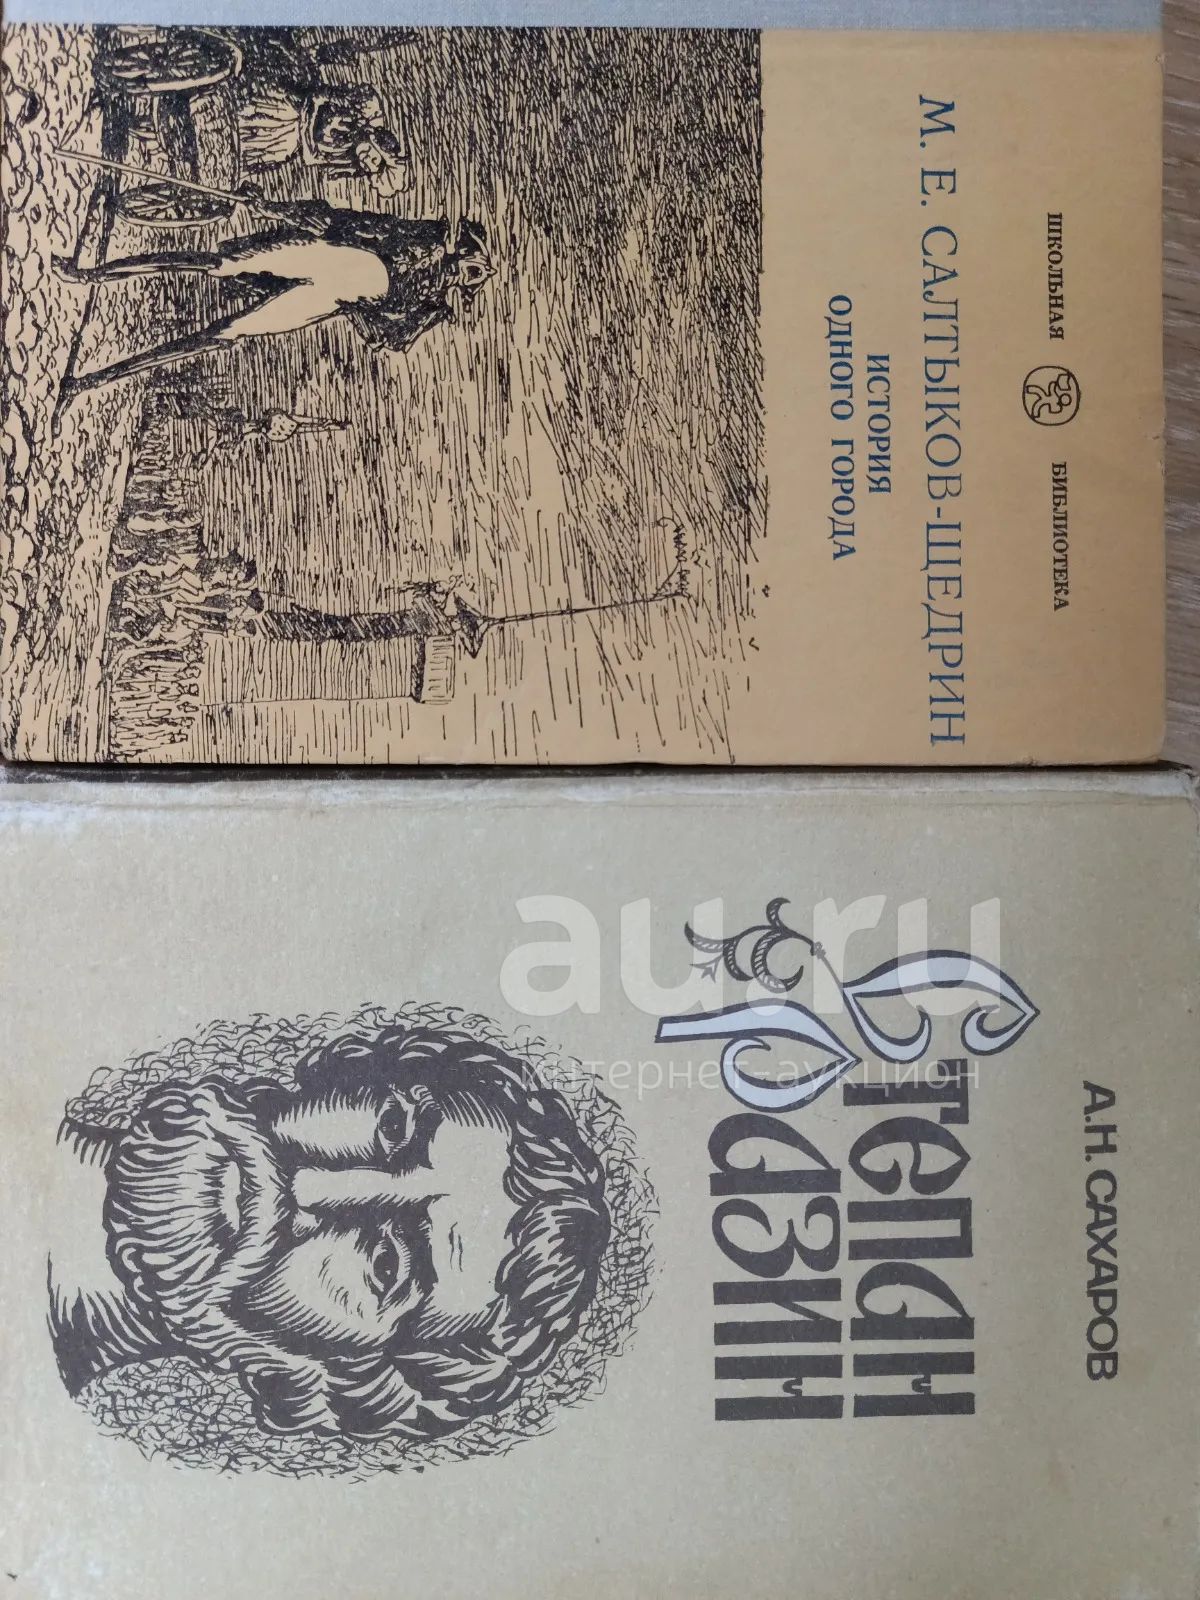 ШКОЛЬНАЯ БИБЛИОТЕКА
М. Е. САЛТЫКОВ-ЩЕДРИН
ИСТОРИЯ
ОДНОГО ГОРОДА
А.Н. САХАРОВ
Степан
Разин
au.ru
интернет-аукцион